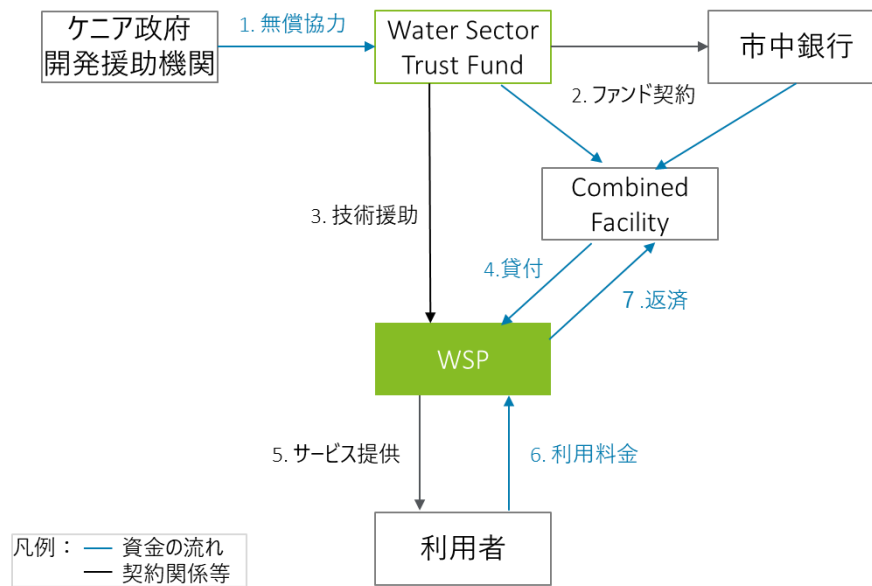 ケニア政府
開発援助機関
1. 無償協力
Water Sector
Trust Fund
市中銀行
2. ファンド契約
Combined
Facility
3. 技術援助
4.貸付
７.返済
WSP
5. サービス提供
6. 利用料金
利用者
凡例： 資金の流れ
契約関係等